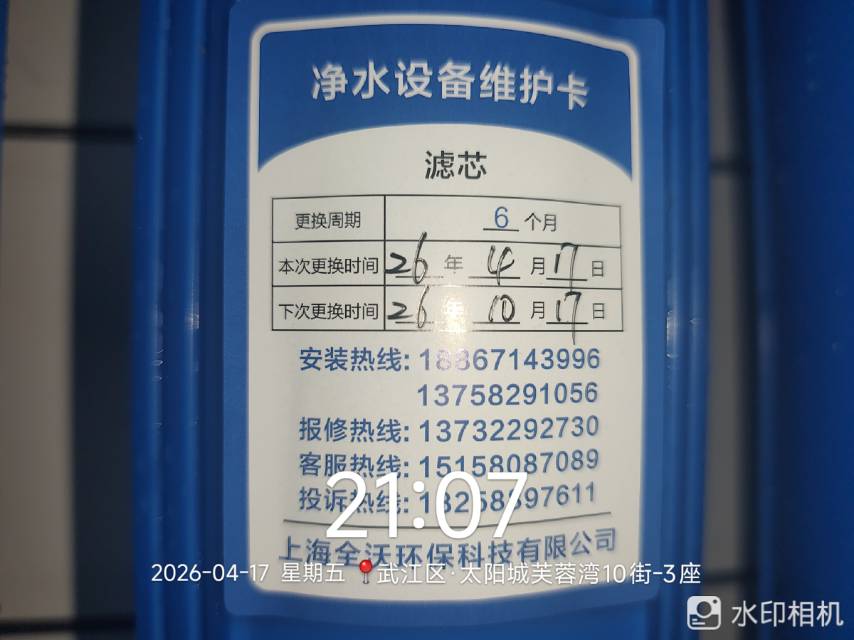 净水设备维护卡
滤芯
更换周期 6 个月
本次更换时间 26 年 4 月 17 日
下次更换时间 26 年 10 月 17 日
安装热线: 18867143996
13758291056
报修热线: 13732292730
客服热线: 15158087089
投诉热线:
21:07
上海全沃环保科技有限公司
2026-04-17 星期五 武江区·太阳城芙蓉湾10街-3座
水印相机